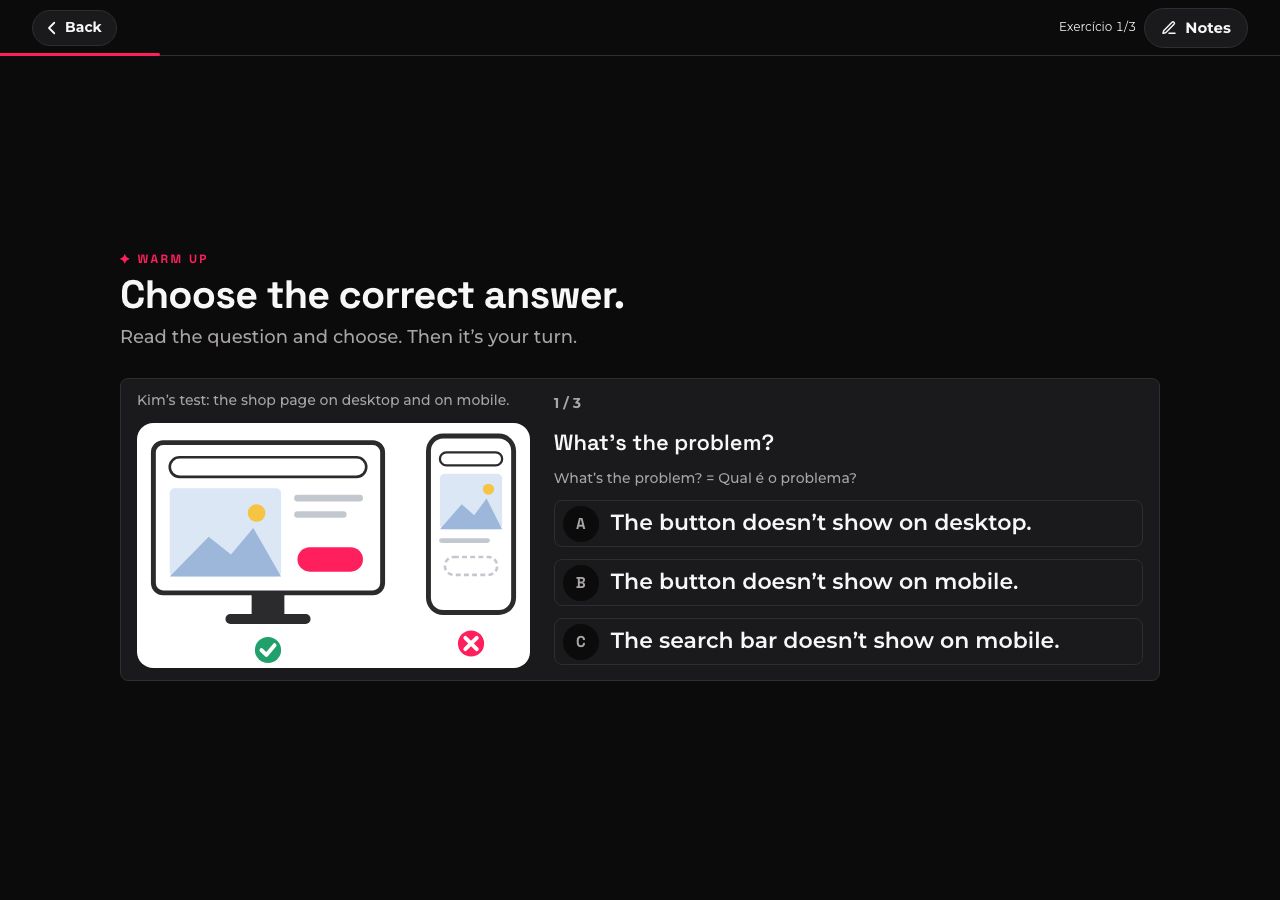 Back
Exercício 1/3
Notes
WARM UP
Choose the correct answer.
Read the question and choose. Then it’s your turn.
Kim’s test: the shop page on desktop and on mobile.
1 / 3
What’s the problem?
What’s the problem? = Qual é o problema?
A The button doesn’t show on desktop.
B The button doesn’t show on mobile.
C The search bar doesn’t show on mobile.